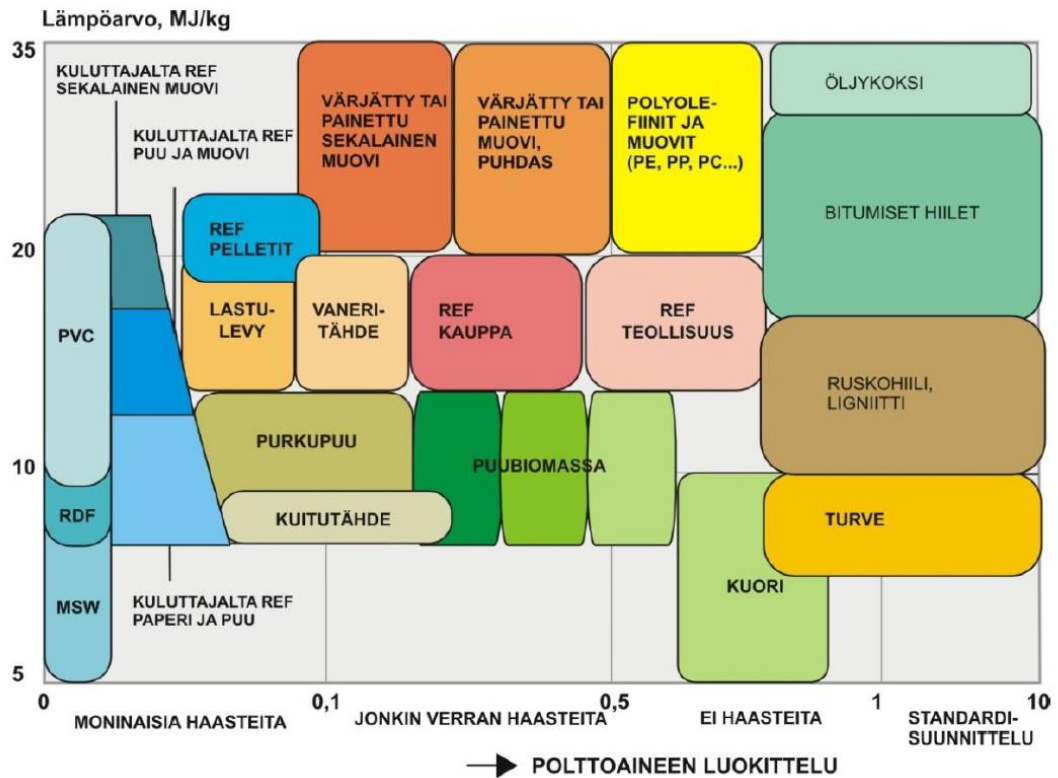 Lämpöarvo, MJ/kg
35
KULUTTAJALTA REF
SEKALAINEN MUOVI
KULUTTAJALTA REF
PUU JA MUOVI
VÄRJÄTTY TAI
PAINETTU
SEKALAINEN
MUOVI
VÄRJÄTTY TAI
PAINETTU
MUOVI,
PUHDAS
POLYOLE-
FIINIT JA
MUOVIT
(PE, PP, PC...)
ÖLJYKOKSI
BITUMISET HIILET
REF
PELLETIT
20
LASTU-
LEVY
VANERI-
TÄHDE
REF
KAUPPA
REF
TEOLLISUUS
PVC
RUSKOHIILI,
LIGNIITTI
PURKUPUU
PUUBIOMASSA
10
RDF
KUITUTÄHDE
TURVE
MSW
KULUTTAJALTA REF
PAPERI JA PUU
KUORI
5
0
0,1
0,5
1
10
MONINAISIA HAASTEITA
JONKIN VERRAN HAASTEITA
EI HAASTEITA
STANDARDI-
SUUNNITTELU
POLTTOAINEEN LUOKITTELU